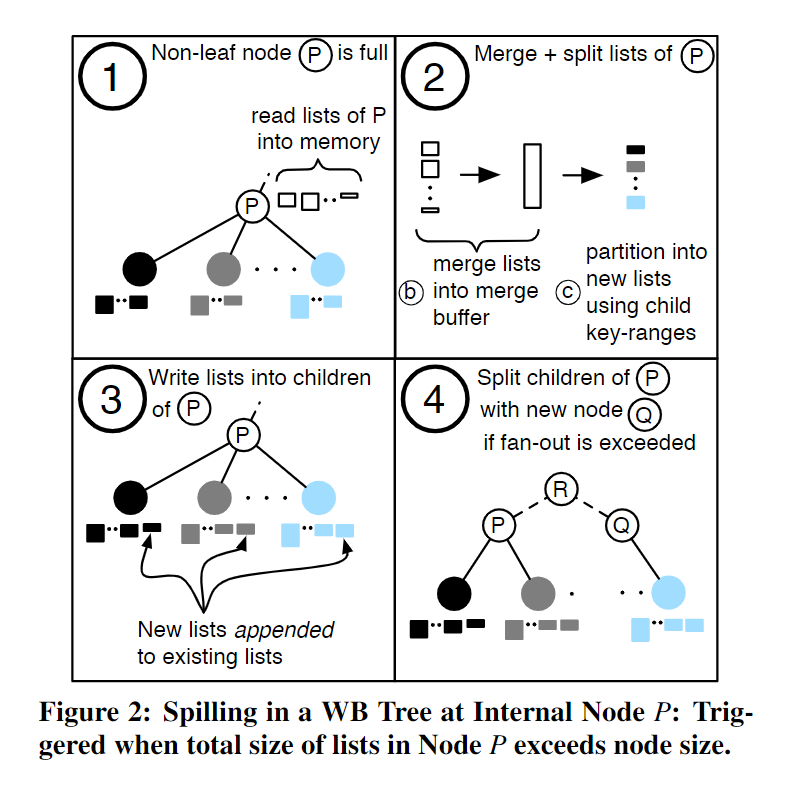 1
Non-leaf node P is full
read lists of P
into memory
P
2
Merge + split lists of P
b
merge lists
into merge
buffer
c
partition into
new lists
using child
key-ranges
3
Write lists into children
of P
P
New lists appended
to existing lists
4
Split children of P
with new node Q
if fan-out is exceeded
R
P
Q
Figure 2: Spilling in a WB Tree at Internal Node P: Trig-
gered when total size of lists in Node P exceeds node size.